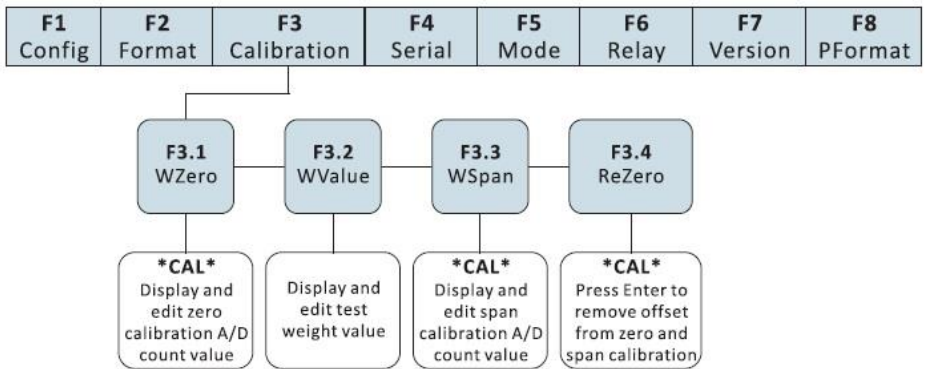 F1 F2 F3 F4 F5 F6 F7 F8
Config Format Calibration Serial Mode Relay Version PFormat
F3.1
WZero
F3.2
WValue
F3.3
WSpan
F3.4
ReZero
*CAL*
Display and
edit zero
calibration A/D
count value
Display and
edit test
weight value
*CAL*
Display and
edit span
calibration A/D
count value
*CAL*
Press Enter to
remove offset
from zero and
span calibration